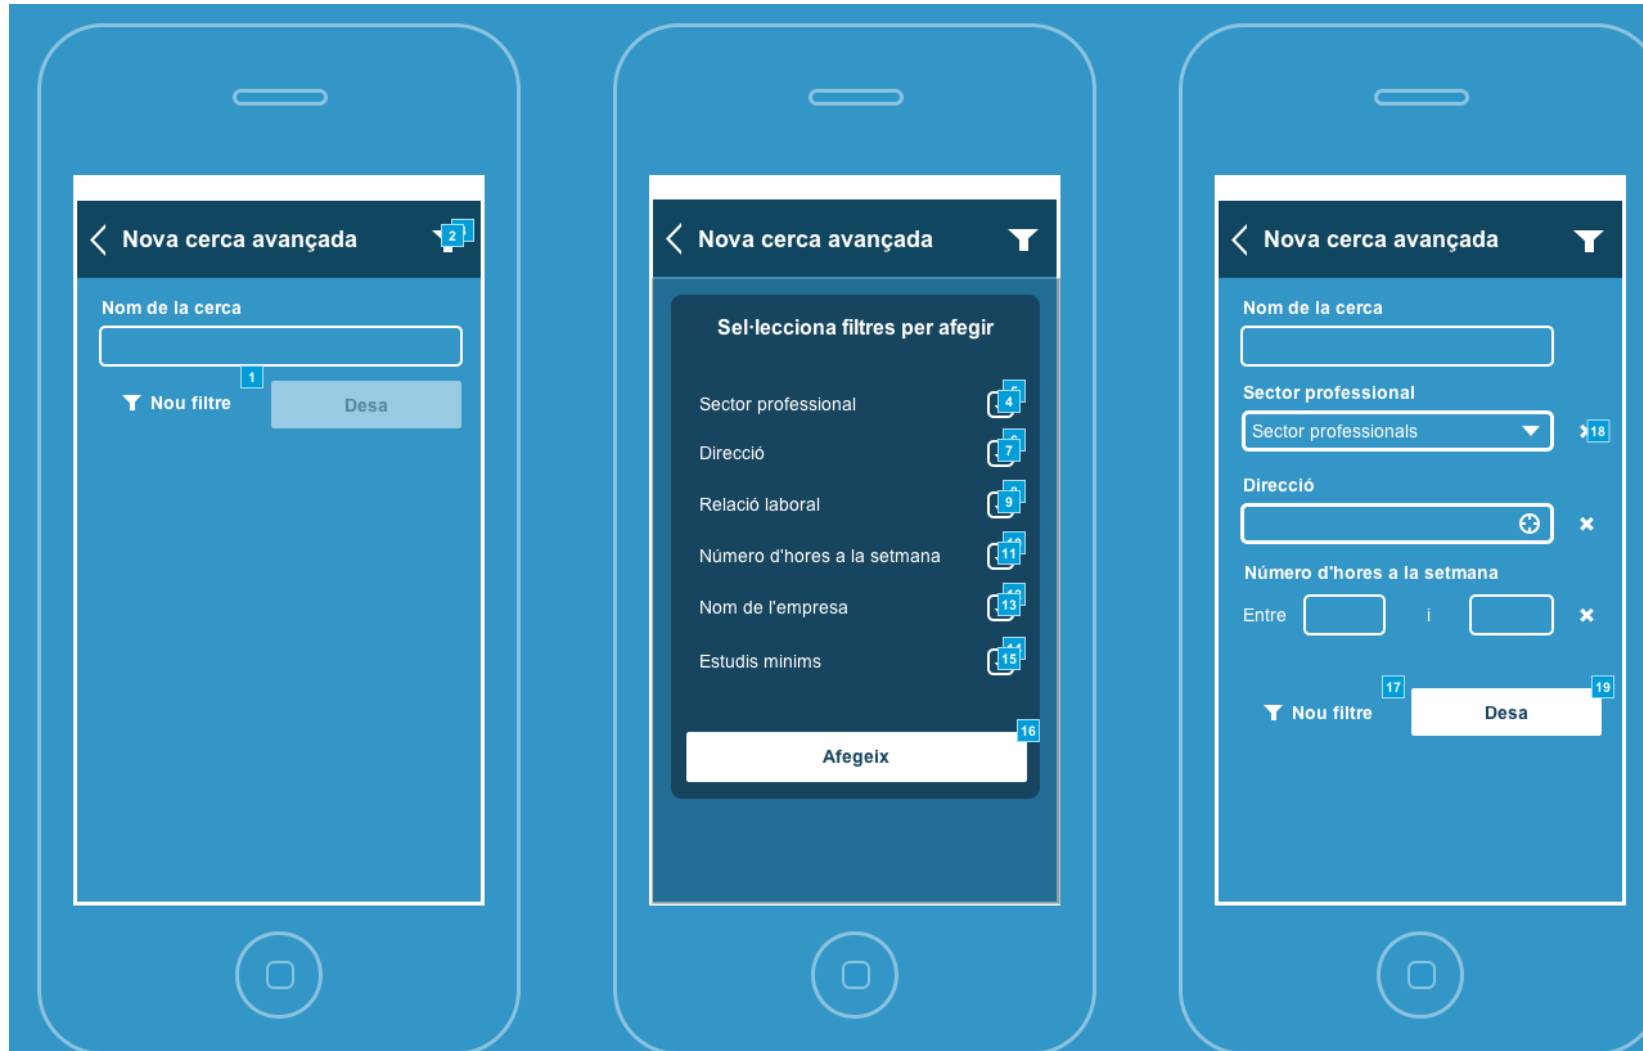 Nova cerca avançada
2
Nom de la cerca
1
Nou filtre
Desa
Nova cerca avançada
Sel·lecciona filtres per afegir
Sector professional
4
Direcció
7
Relació laboral
9
Número d'hores a la setmana
11
Nom de l'empresa
13
Estudis minims
15
16
Afegeix
Nova cerca avançada
Nom de la cerca
Sector professional
Sector professionals
18
Direcció
Número d'hores a la setmana
Entre i
17
19
Nou filtre
Desa